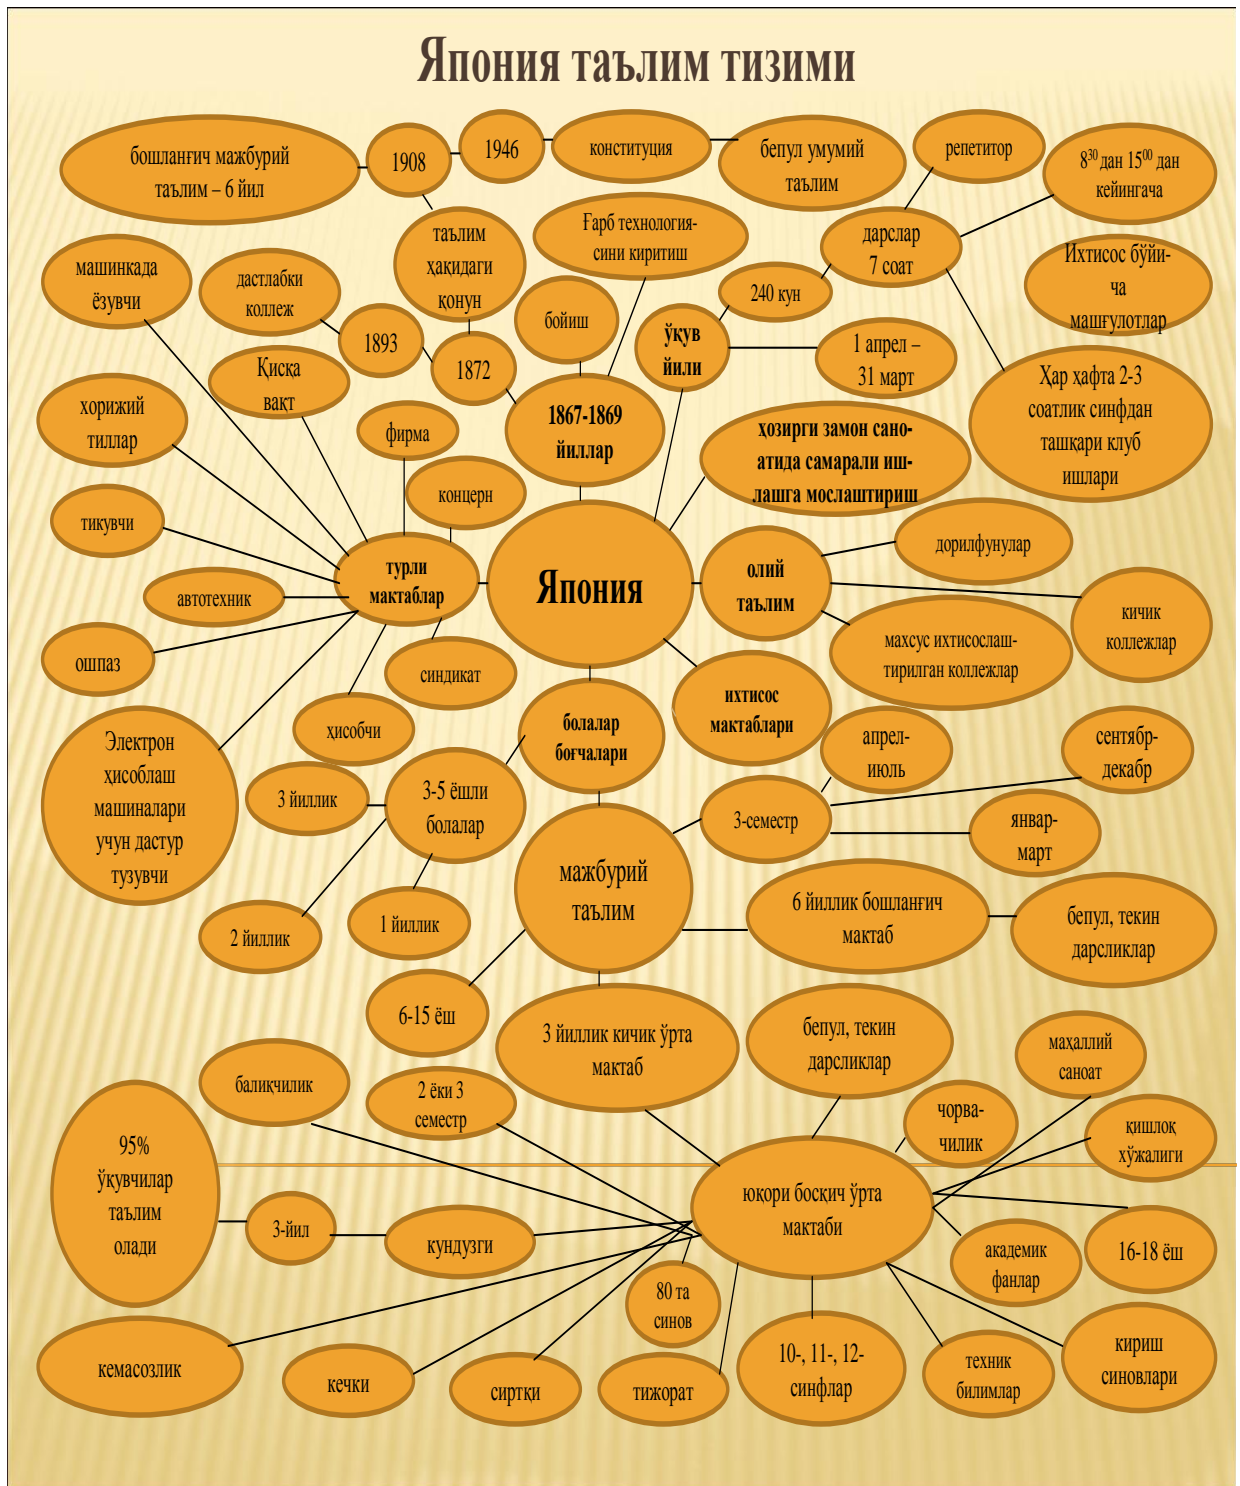 Япония таълим тизими
бошланғич мажбурий
таълим – 6 йил
1908
1946
конституция
бепул умумий
таълим
репетитор
8³⁰ дан 15⁰⁰ дан
кейингача
машинкада
ёзувчи
дастлабки
коллеж
таълим
ҳақидаги
қонун
Ғарб технология-
сини киритиш
дарслар
7 соат
Ихтисос бўйи-
ча
машғулотлар
240 кун
бойиш
ўқув
йили
1893
1872
1 апрел –
31 март
Қисқа
вақт
хорижий
тиллар
фирма
1867-1869
йиллар
ҳозирги замон сано-
атида самарали иш-
лашга мослаштириш
Ҳар ҳафта 2-3
соатлик синфдан
ташқари клуб
ишлари
концерн
тикувчи
турли
мактаблар
Япония
олий
таълим
дорилфунулар
автотехник
кичик
коллежлар
ошпаз
синдикат
махсус ихтисослаш-
тирилган коллежлар
ҳисобчи
болалар
боғчалари
ихтисос
мактаблари
апрел-
июль
сентябр-
декабр
Электрон
ҳисоблаш
машиналари
учун дастур
тузувчи
3 йиллик
3-5 ёшли
болалар
3-семестр
январ-
март
мажбурий
таълим
2 йиллик
1 йиллик
6 йиллик бошланғич
мактаб
бепул, текин
дарсликлар
6-15 ёш
3 йиллик кичик ўрта
мактаб
бепул, текин
дарсликлар
маҳаллий
саноат
балиқчилик
2 ёки 3
семестр
чорва-
чилик
қишлоқ
хўжалиги
95%
ўқувчилар
таълим
олади
3-йил
кундузги
юқори босқич ўрта
мактаби
академик
фанлар
16-18 ёш
80 та
синов
кемасозлик
кечки
сиртқи
тижорат
10-, 11-, 12-
синфлар
техник
билимлар
кириш
синовлари